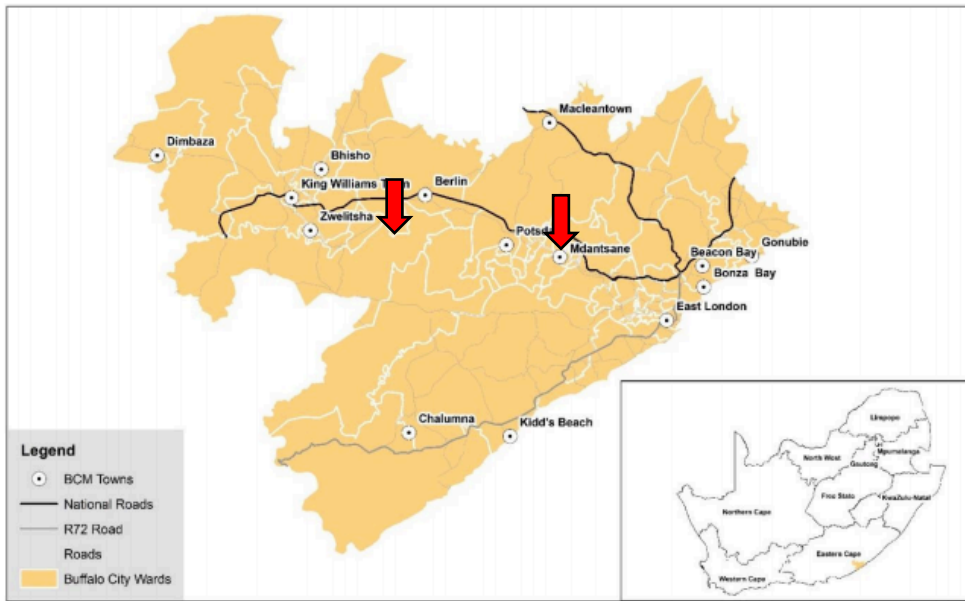 Macleantown
Dimbaza
Bhisho
King Williams
Berlin
Zwelitsha
Mdantsane
Gonubie
Beacon Bay
Bonza Bay
East London
Chalumna
Kidd's Beach
Legend
BCM Towns
National Roads
R72 Road
Roads
Buffalo City Wards
Limpopo
North West
Mpumalanga
Gauteng
Free State
KwaZulu-Natal
Northern Cape
Eastern Cape
Western Cape